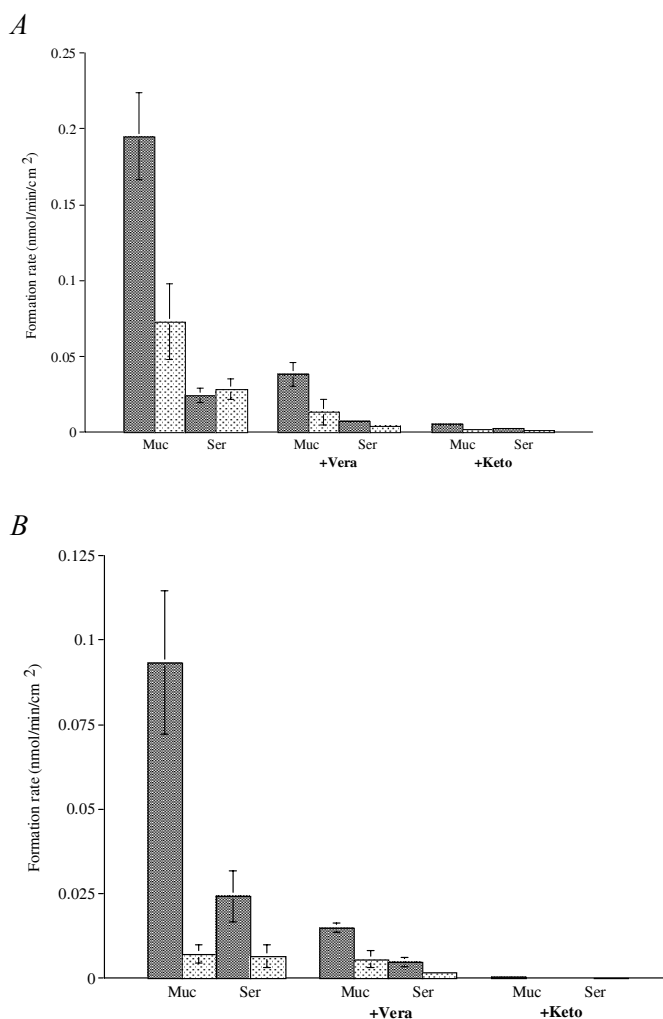 A
Formation rate (nmol/min/cm 2)
0.25
0.2
0.15
0.1
0.05
0
Muc Ser Muc Ser Muc Ser
+Vera +Keto
B
Formation rate (nmol/min/cm 2)
0.125
0.1
0.075
0.05
0.025
0
Muc Ser Muc Ser Muc Ser
+Vera +Keto